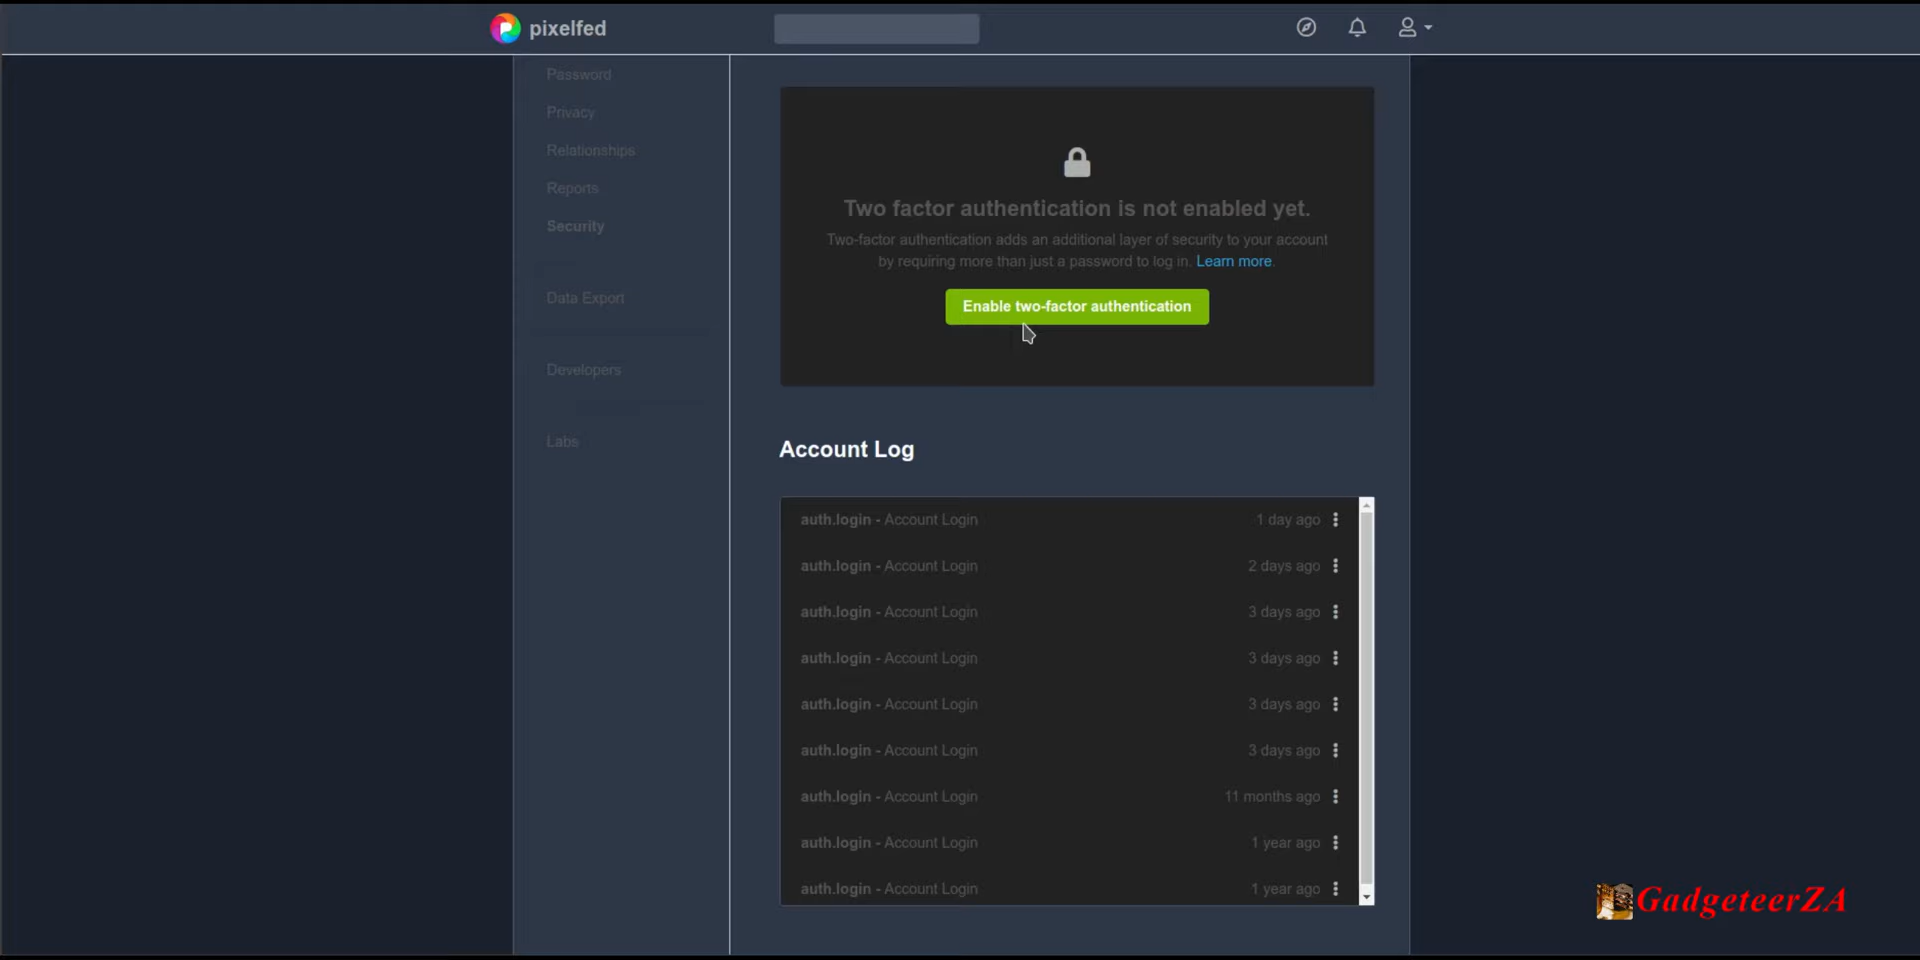 pixelfed
Password
Privacy
Relationships
Reports
Security
Data Export
Developers
Labs
Two factor authentication is not enabled yet.
Two-factor authentication adds an additional layer of security to your account
by requiring more than just a password to log in. Learn more.
Enable two-factor authentication
Account Log
auth.login - Account Login 1 day ago
auth.login - Account Login 2 days ago
auth.login - Account Login 3 days ago
auth.login - Account Login 3 days ago
auth.login - Account Login 3 days ago
auth.login - Account Login 3 days ago
auth.login - Account Login 11 months ago
auth.login - Account Login 1 year ago
auth.login - Account Login 1 year ago
GadgeteerZA